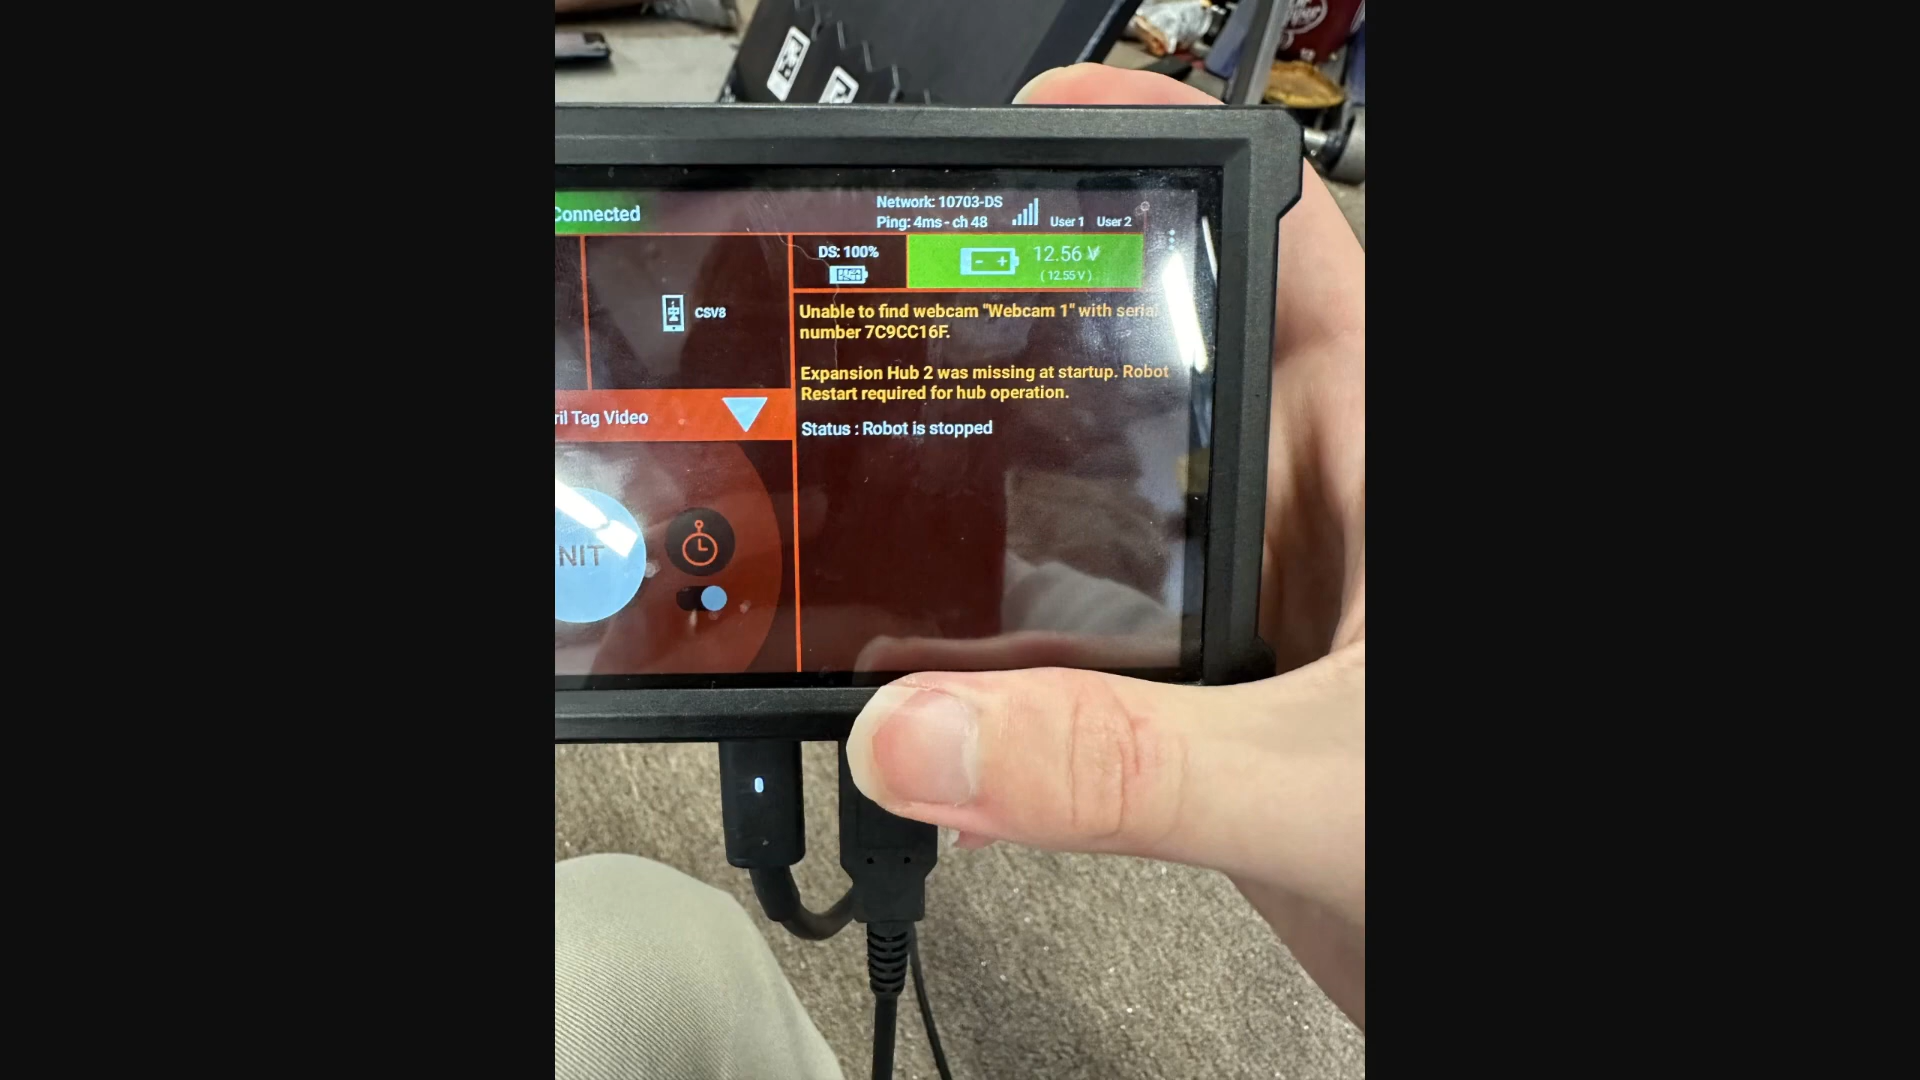 Connected
Network: 10703-DS
Ping: 4ms - ch 48
User 1 User 2
DS: 100%
12.56 V
( 12.55 V )
CSV8
Unable to find webcam "Webcam 1" with serial
number 7C9CC16F.
Expansion Hub 2 was missing at startup. Robot
Restart required for hub operation.
ril Tag Video
Status : Robot is stopped
NIT